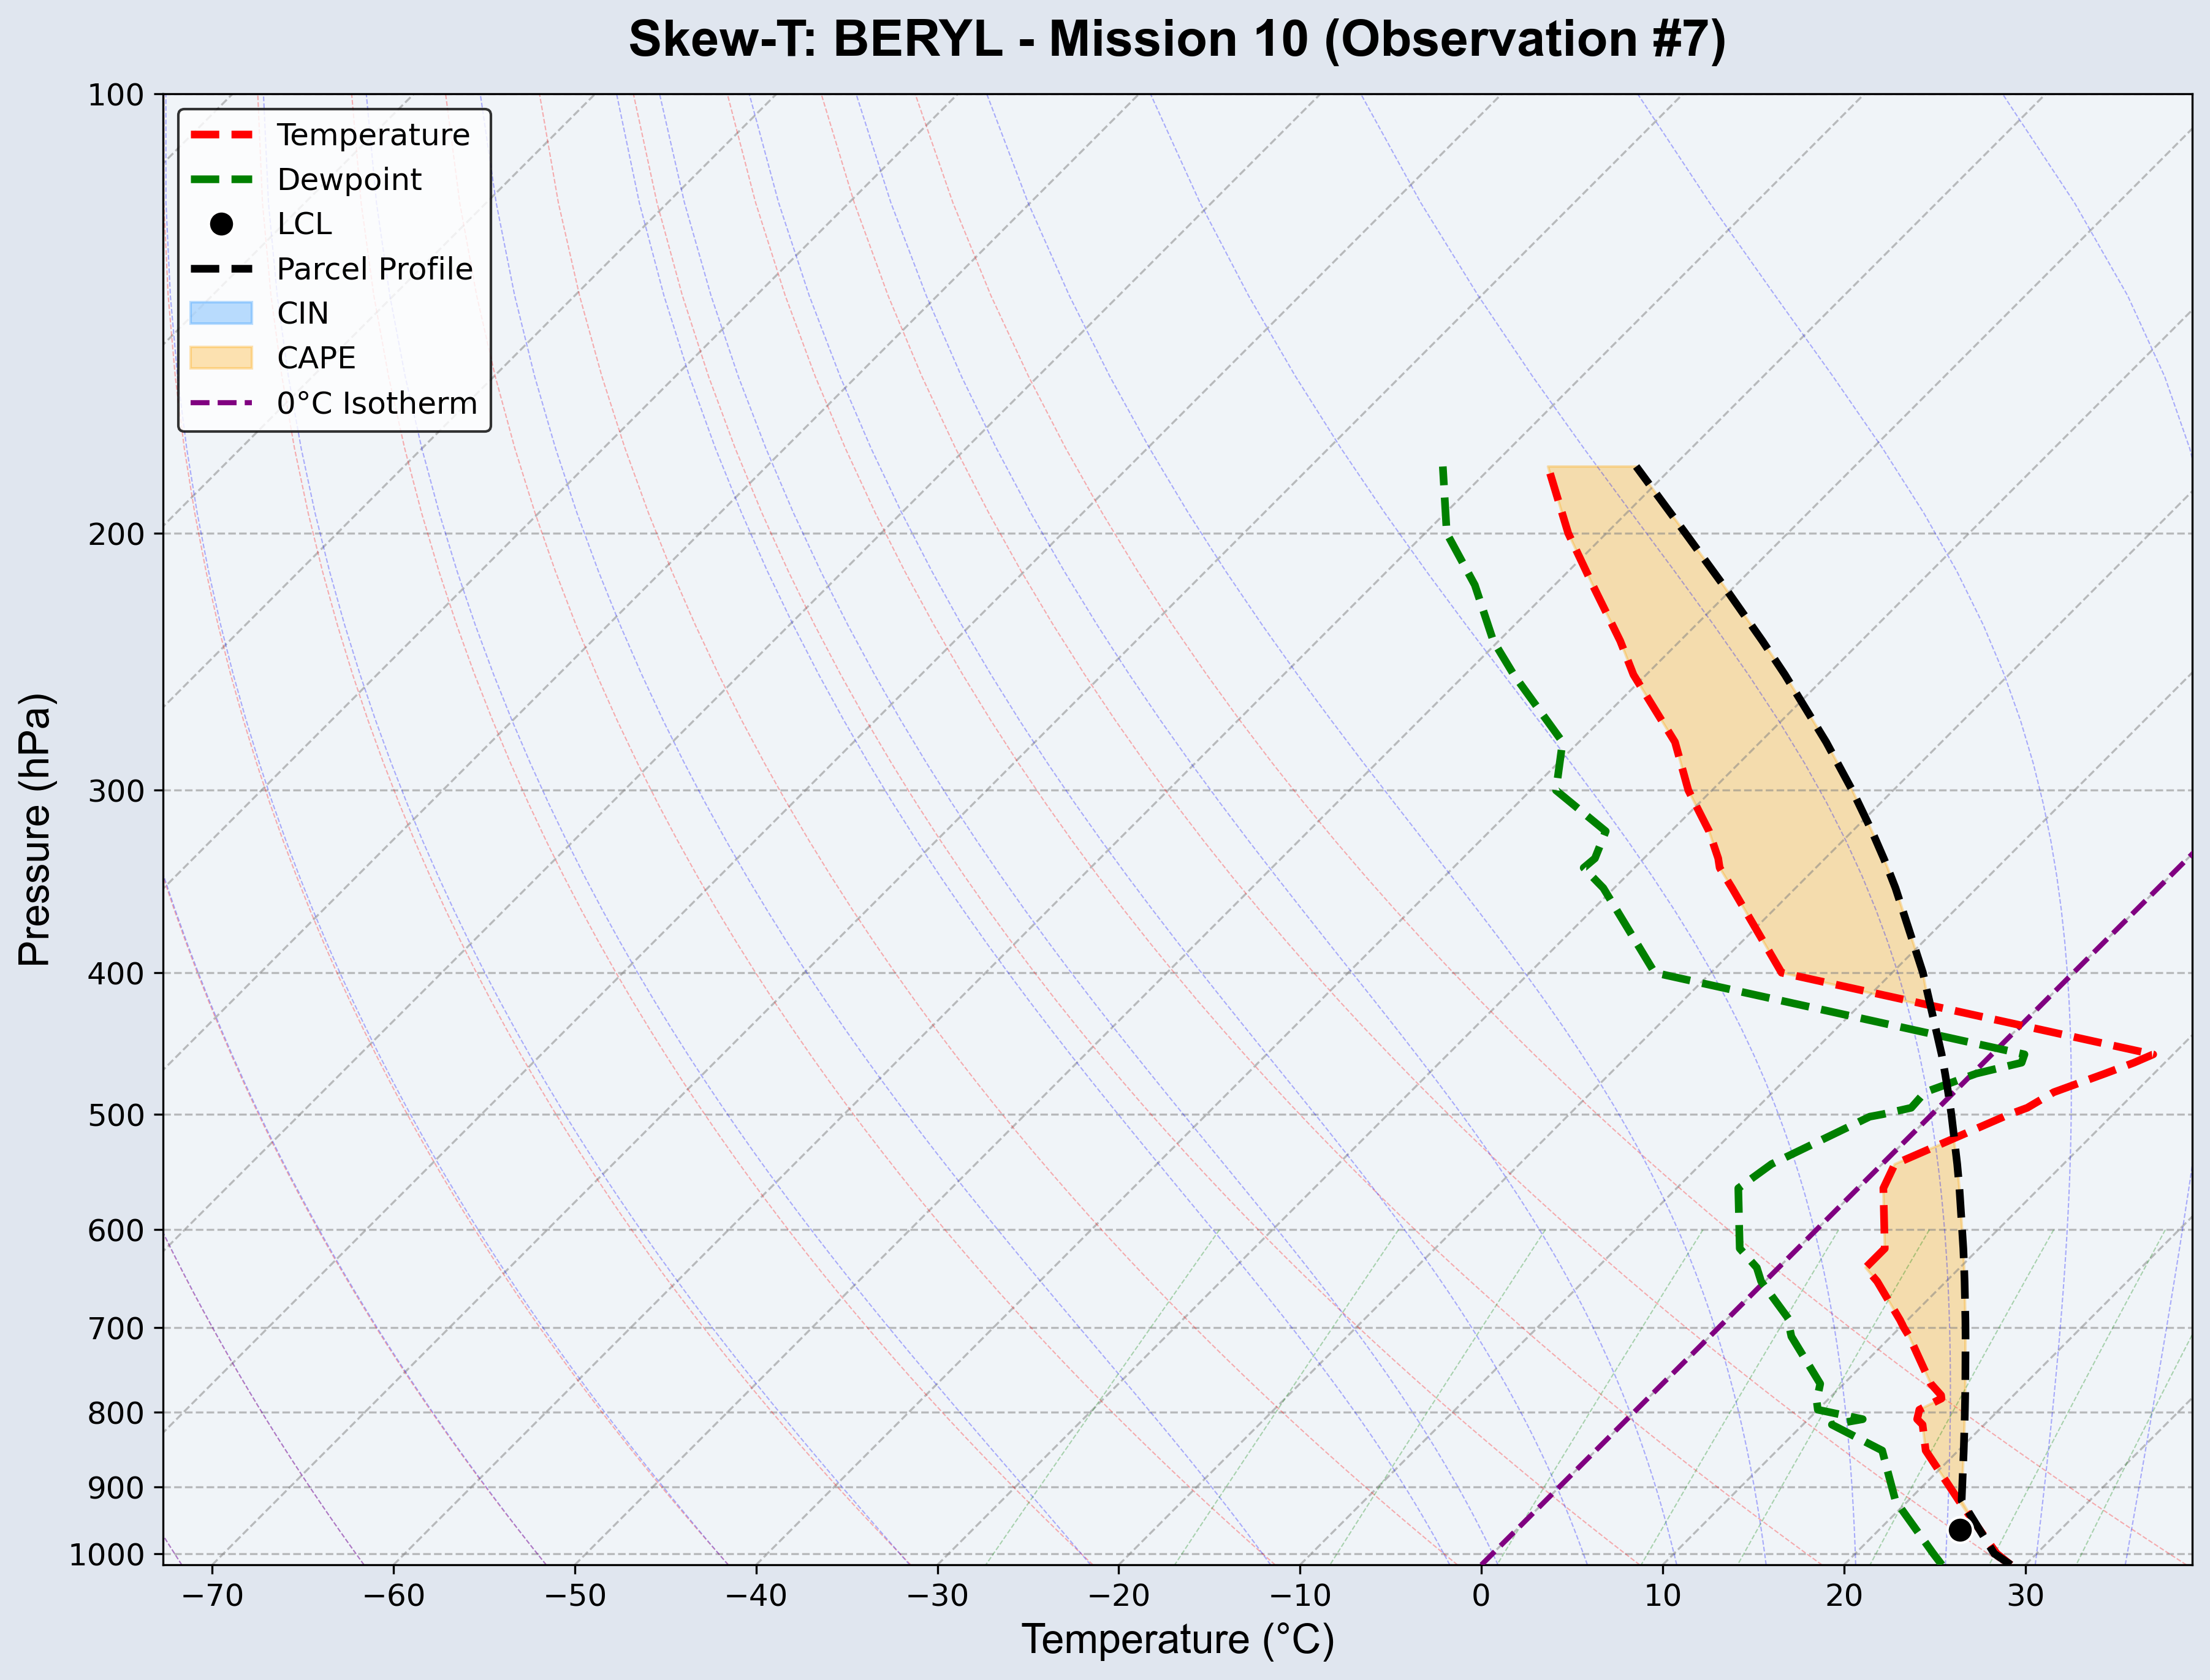 Skew-T: BERYL - Mission 10 (Observation #7)
Temperature
Dewpoint
LCL
Parcel Profile
CIN
CAPE
0°C Isotherm
Pressure (hPa)
100
200
300
400
500
600
700
800
900
1000
−70 −60 −50 −40 −30 −20 −10 0 10 20 30
Temperature (°C)